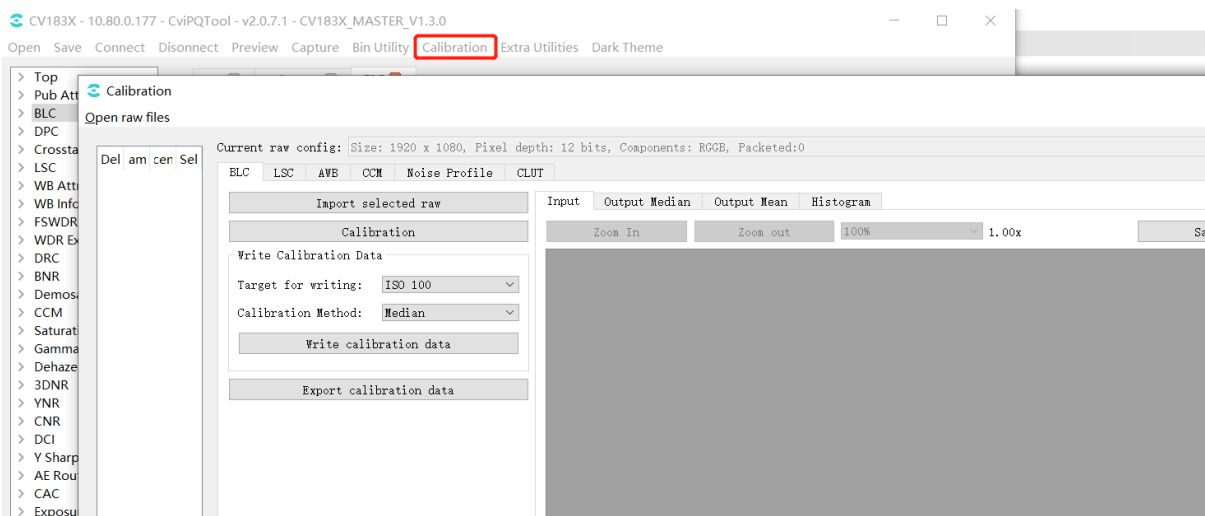 CV183X - 10.80.0.177 - CviPQTool - v2.0.7.1 - CV183X_MASTER_V1.3.0
Open Save Connect Disonnect Preview Capture Bin Utility Calibration Extra Utilities Dark Theme
Top
Pub Att
BLC
DPC
Crossta
LSC
WB Attr
WB Info
FSWDR
WDR Ex
DRC
BNR
Demosa
CCM
Saturat
Gamma
Dehaze
3DNR
YNR
CNR
DCI
Y Sharp
AE Rou
CAC
Exposu
Calibration
Open raw files
Del am cen Sel
Current raw config: Size: 1920 x 1080, Pixel depth: 12 bits, Components: RGGB, Packeted:0
BLC LSC AWB CCM Noise Profile CLUT
Import selected raw
Calibration
Write Calibration Data
Target for writing: ISO 100
Calibration Method: Median
Write calibration data
Export calibration data
Input Output Median Output Mean Histogram
Zoom In Zoom out 100% 1.00x Sa